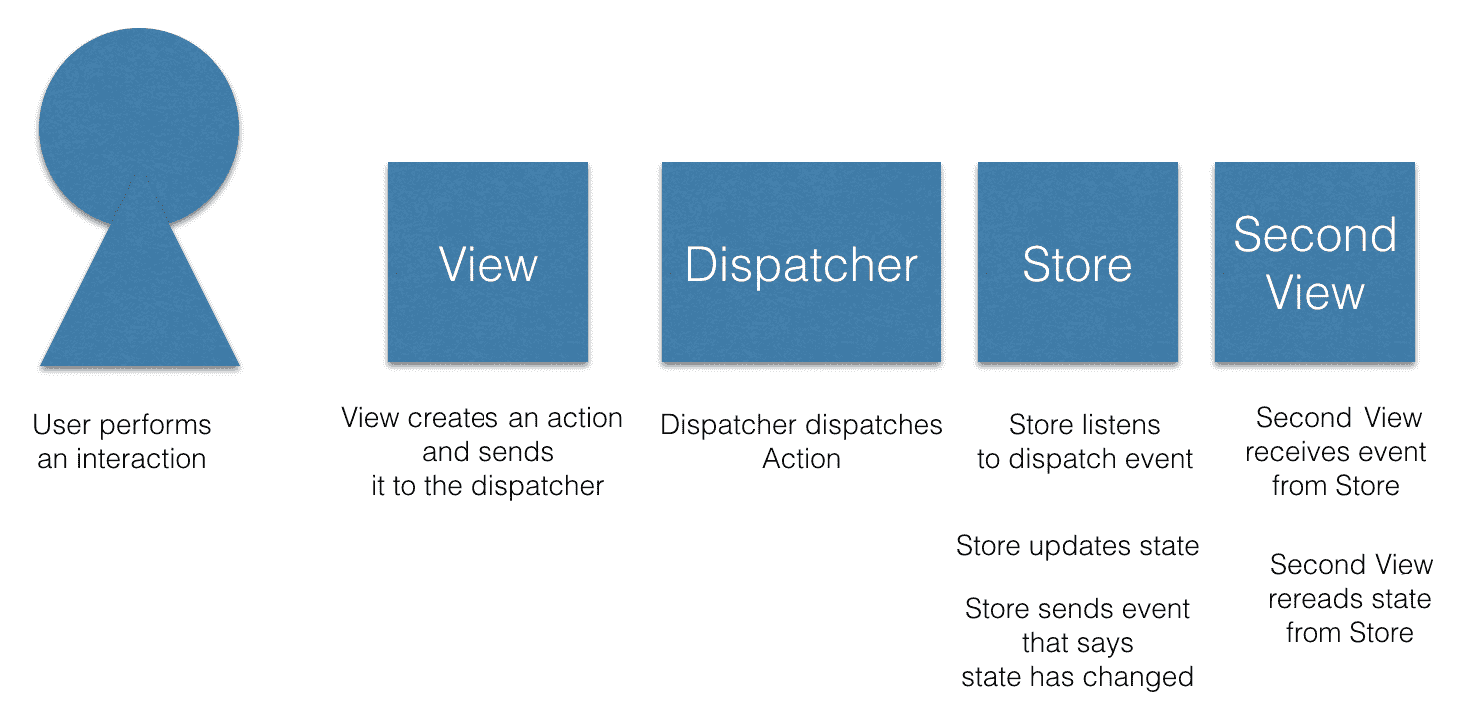 View
Dispatcher
Store
Second
View
User performs
an interaction
View creates an action
and sends
it to the dispatcher
Dispatcher dispatches
Action
Store listens
to dispatch event
Store updates state
Store sends event
that says
state has changed
Second View
receives event
from Store
Second View
rereads state
from Store